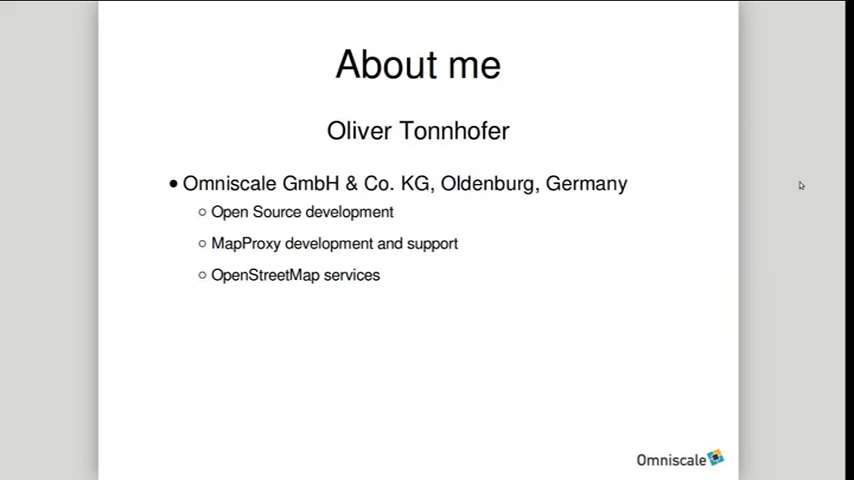 About me
Oliver Tonnhofer
• Omniscale GmbH & Co. KG, Oldenburg, Germany
○ Open Source development
○ MapProxy development and support
○ OpenStreetMap services
Omniscale